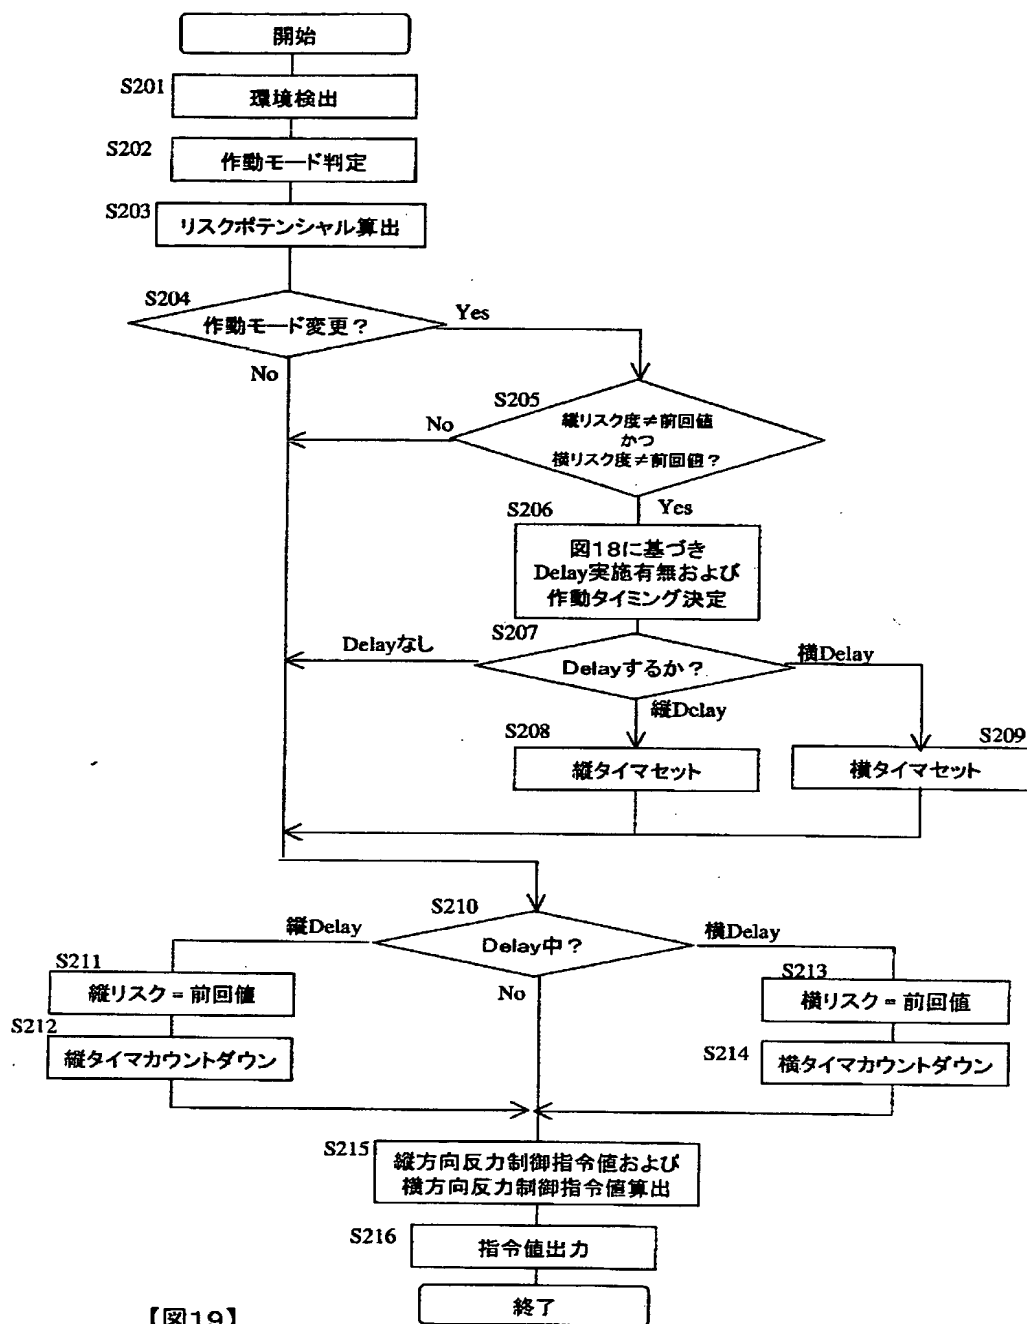 開始
S201
環境検出
S202
作動モード判定
S203
リスクポテンシャル算出
S204
作動モード変更？
Yes
No
S205
縦リスク度≠前回値
かつ
横リスク度≠前回値？
No
Yes
S206
図18に基づき
Delay実施有無および
作動タイミング決定
S207
Delayするか？
Delayなし
横Delay
縦Delay
S208
縦タイマセット
S209
横タイマセット
S210
Delay中？
縦Delay
横Delay
No
S211
縦リスク=前回値
S212
縦タイマカウントダウン
S213
横リスク=前回値
S214
横タイマカウントダウン
S215
縦方向反力制御指令値および
横方向反力制御指令値算出
S216
指令値出力
終了
【図19】